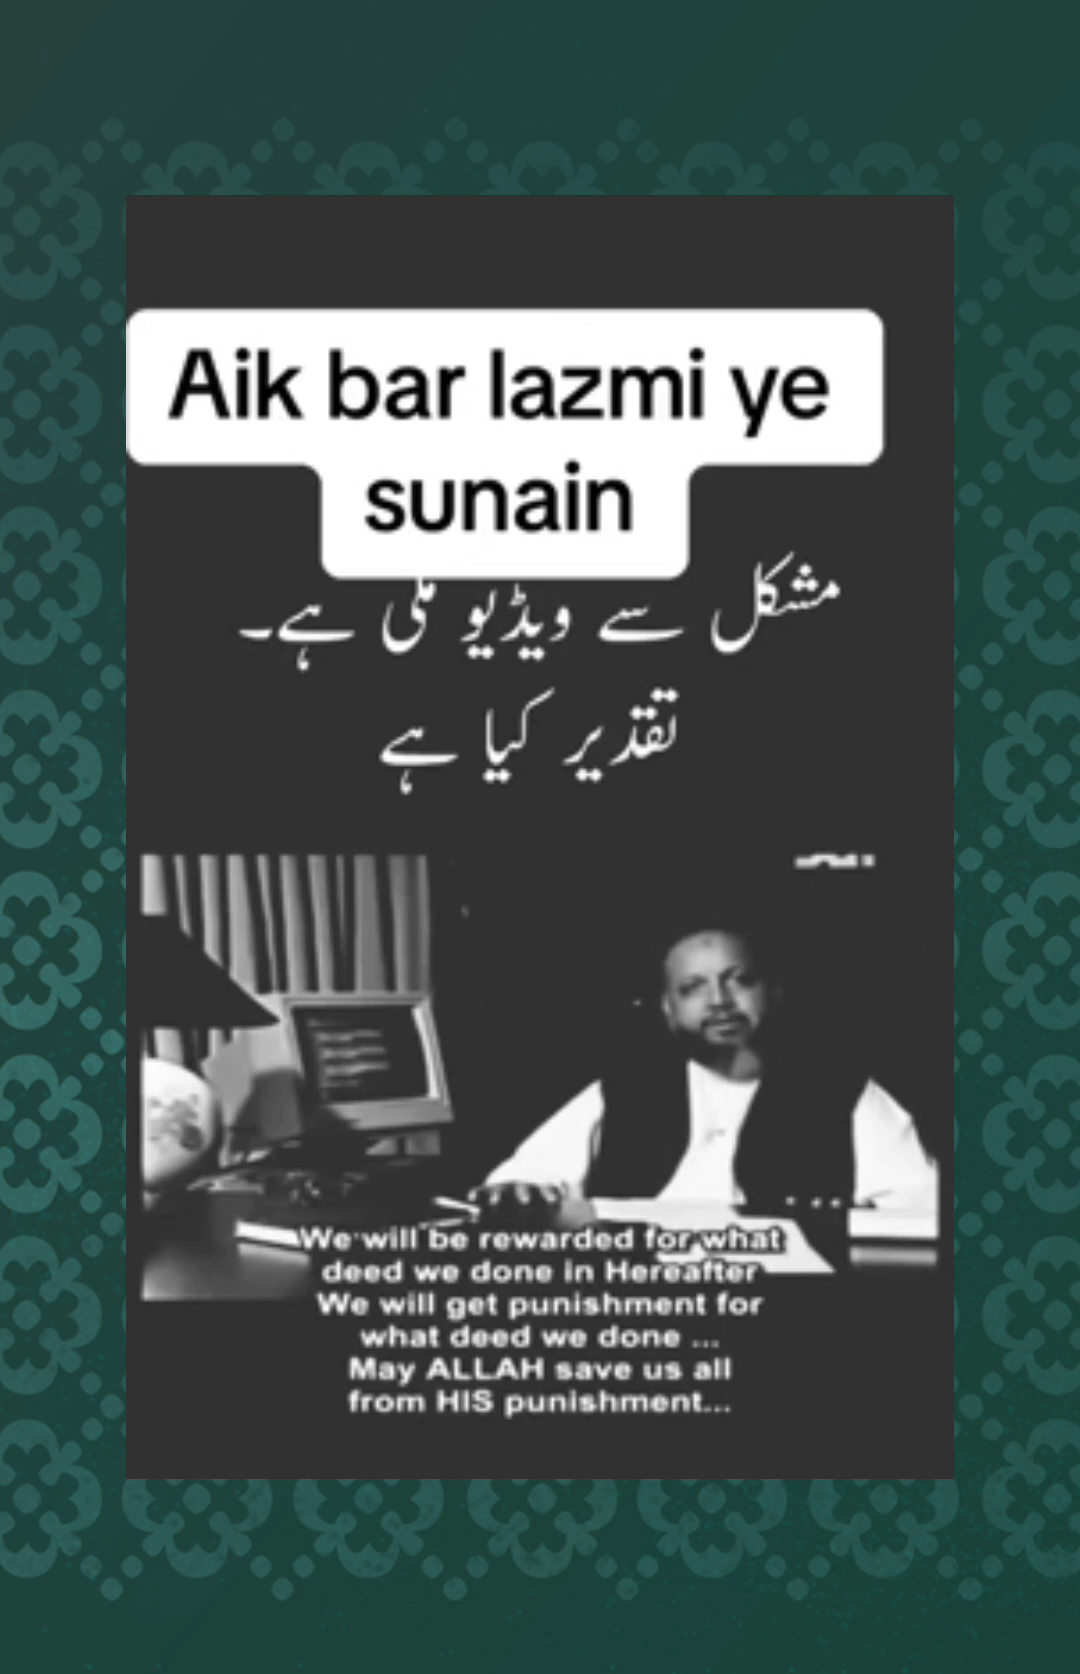 Aik bar lazmi ye
sunain
مشکل سے ویڈیو ملی ہے۔
تقدیر کیا ہے
We will be rewarded for what
deed we done in Hereafter
We will get punishment for
what deed we done ...
May ALLAH save us all
from HIS punishment...